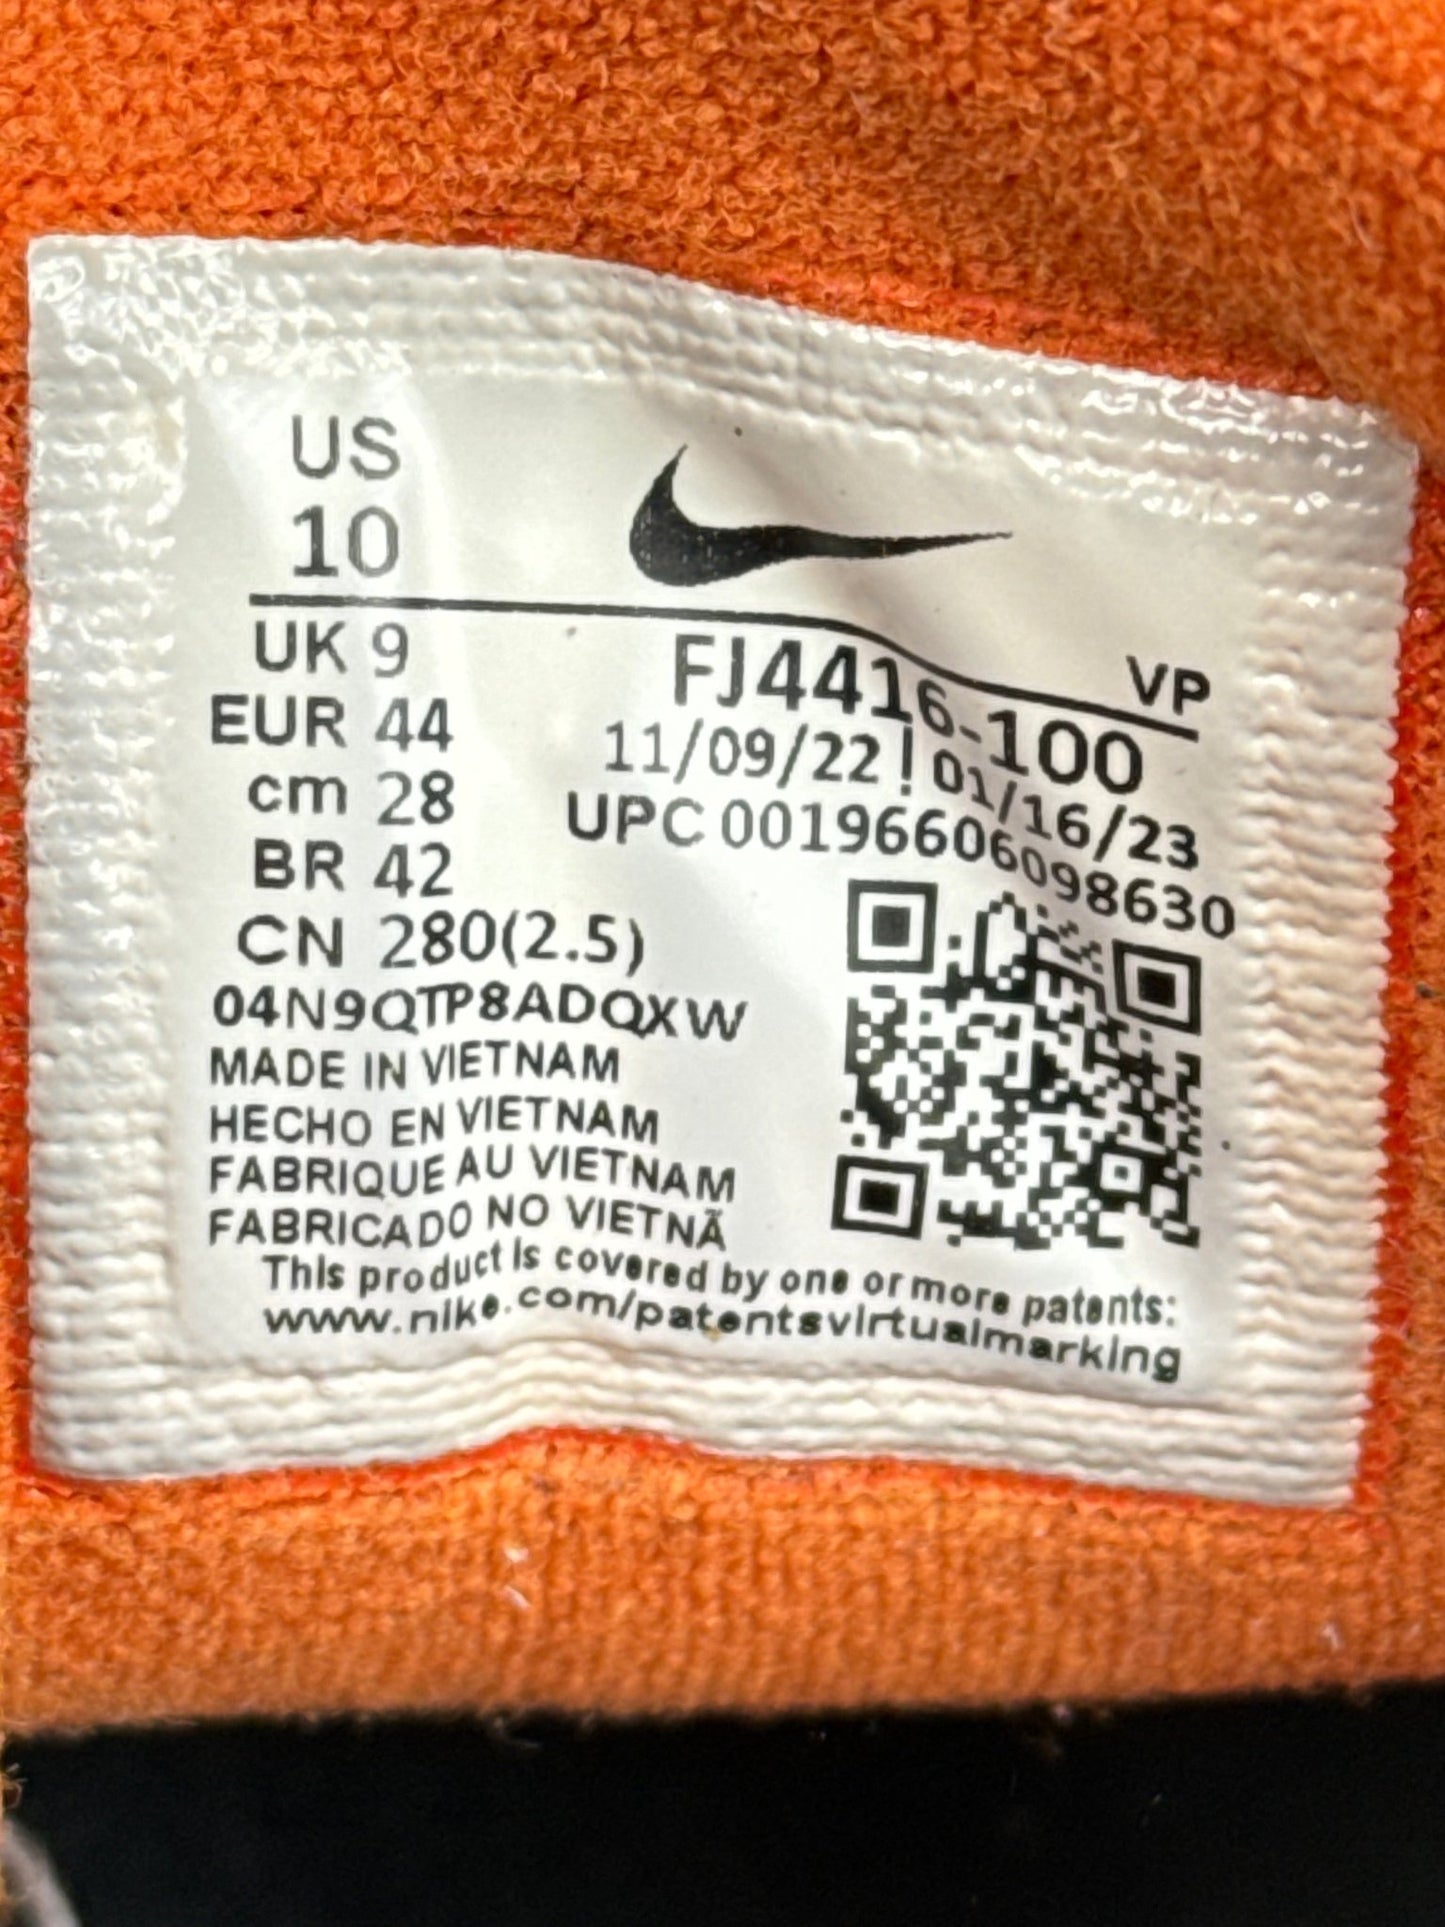 US
10
UK 9
EUR 44
cm 28
BR 42
CN 280(2.5)
VP
FJ4416-100
11/09/22 ! 01/16/23
UPC 00196606098630
04N9QTP8ADQXW
MADE IN VIETNAM
HECHO EN VIETNAM
FABRIQUE AU VIETNAM
FABRICADO NO VIETNÃ
This product is covered by one or more patents:
www.nike.com/patentsvirtualmarking